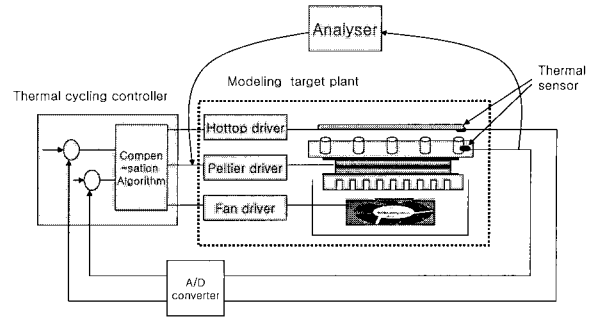 Analyser
Modeling target plant
Thermal
sensor
Thermal cycling controller
Hottop driver
Compen
-sation
Algorithm
Peltier driver
Fan driver
A/D
converter